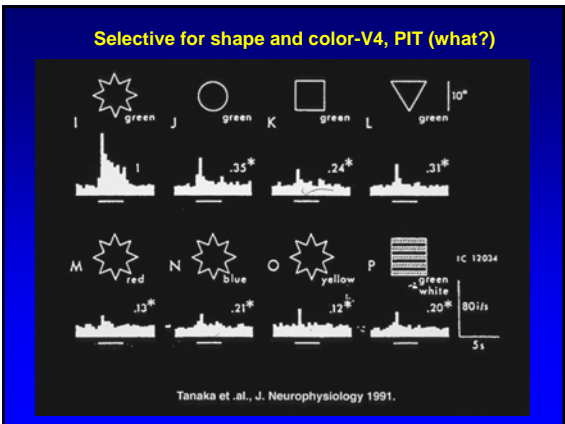 Selective for shape and color-V4, PIT (what?)
I green J green K green L green 10°
1 .35* .24* .31*
M red N blue O yellow P green white IC 12034
.13* .21* .12* .20* 80i/s
5s
Tanaka et .al., J. Neurophysiology 1991.